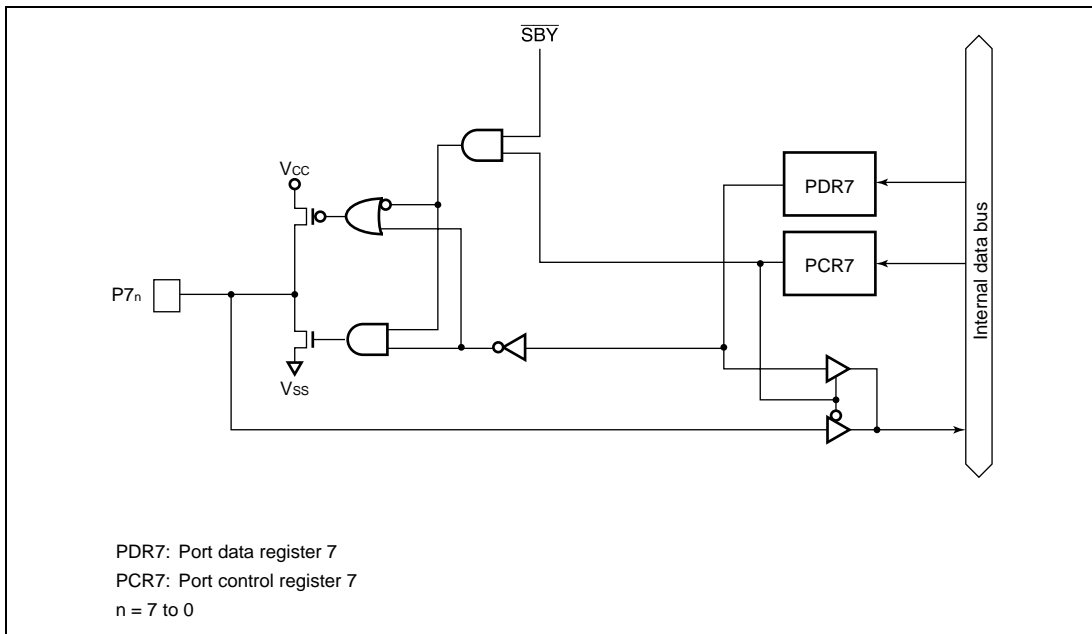 SBY
VCC
PDR7
PCR7
P7n
VSS
Internal data bus
PDR7: Port data register 7
PCR7: Port control register 7
n = 7 to 0